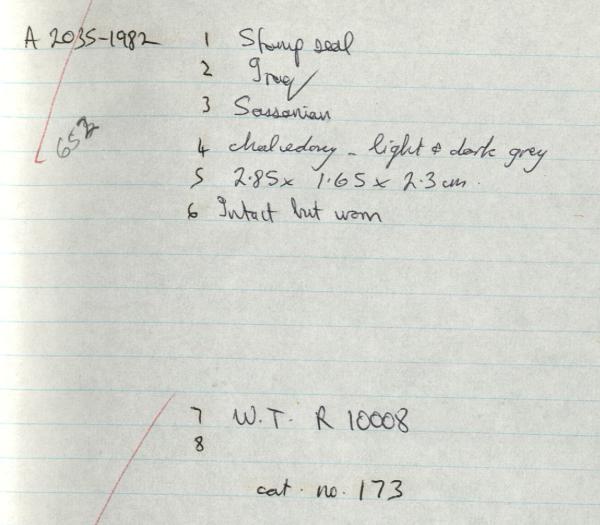 A 2035-1982 1 Stamp seal
2 Iraq
3 Sassanian
4 chalcedony - light & dark grey
5 2.85 x 1.65 x 2.3 cm.
6 Intact but worn
7 W.T. R 10008
8
cat. no. 173